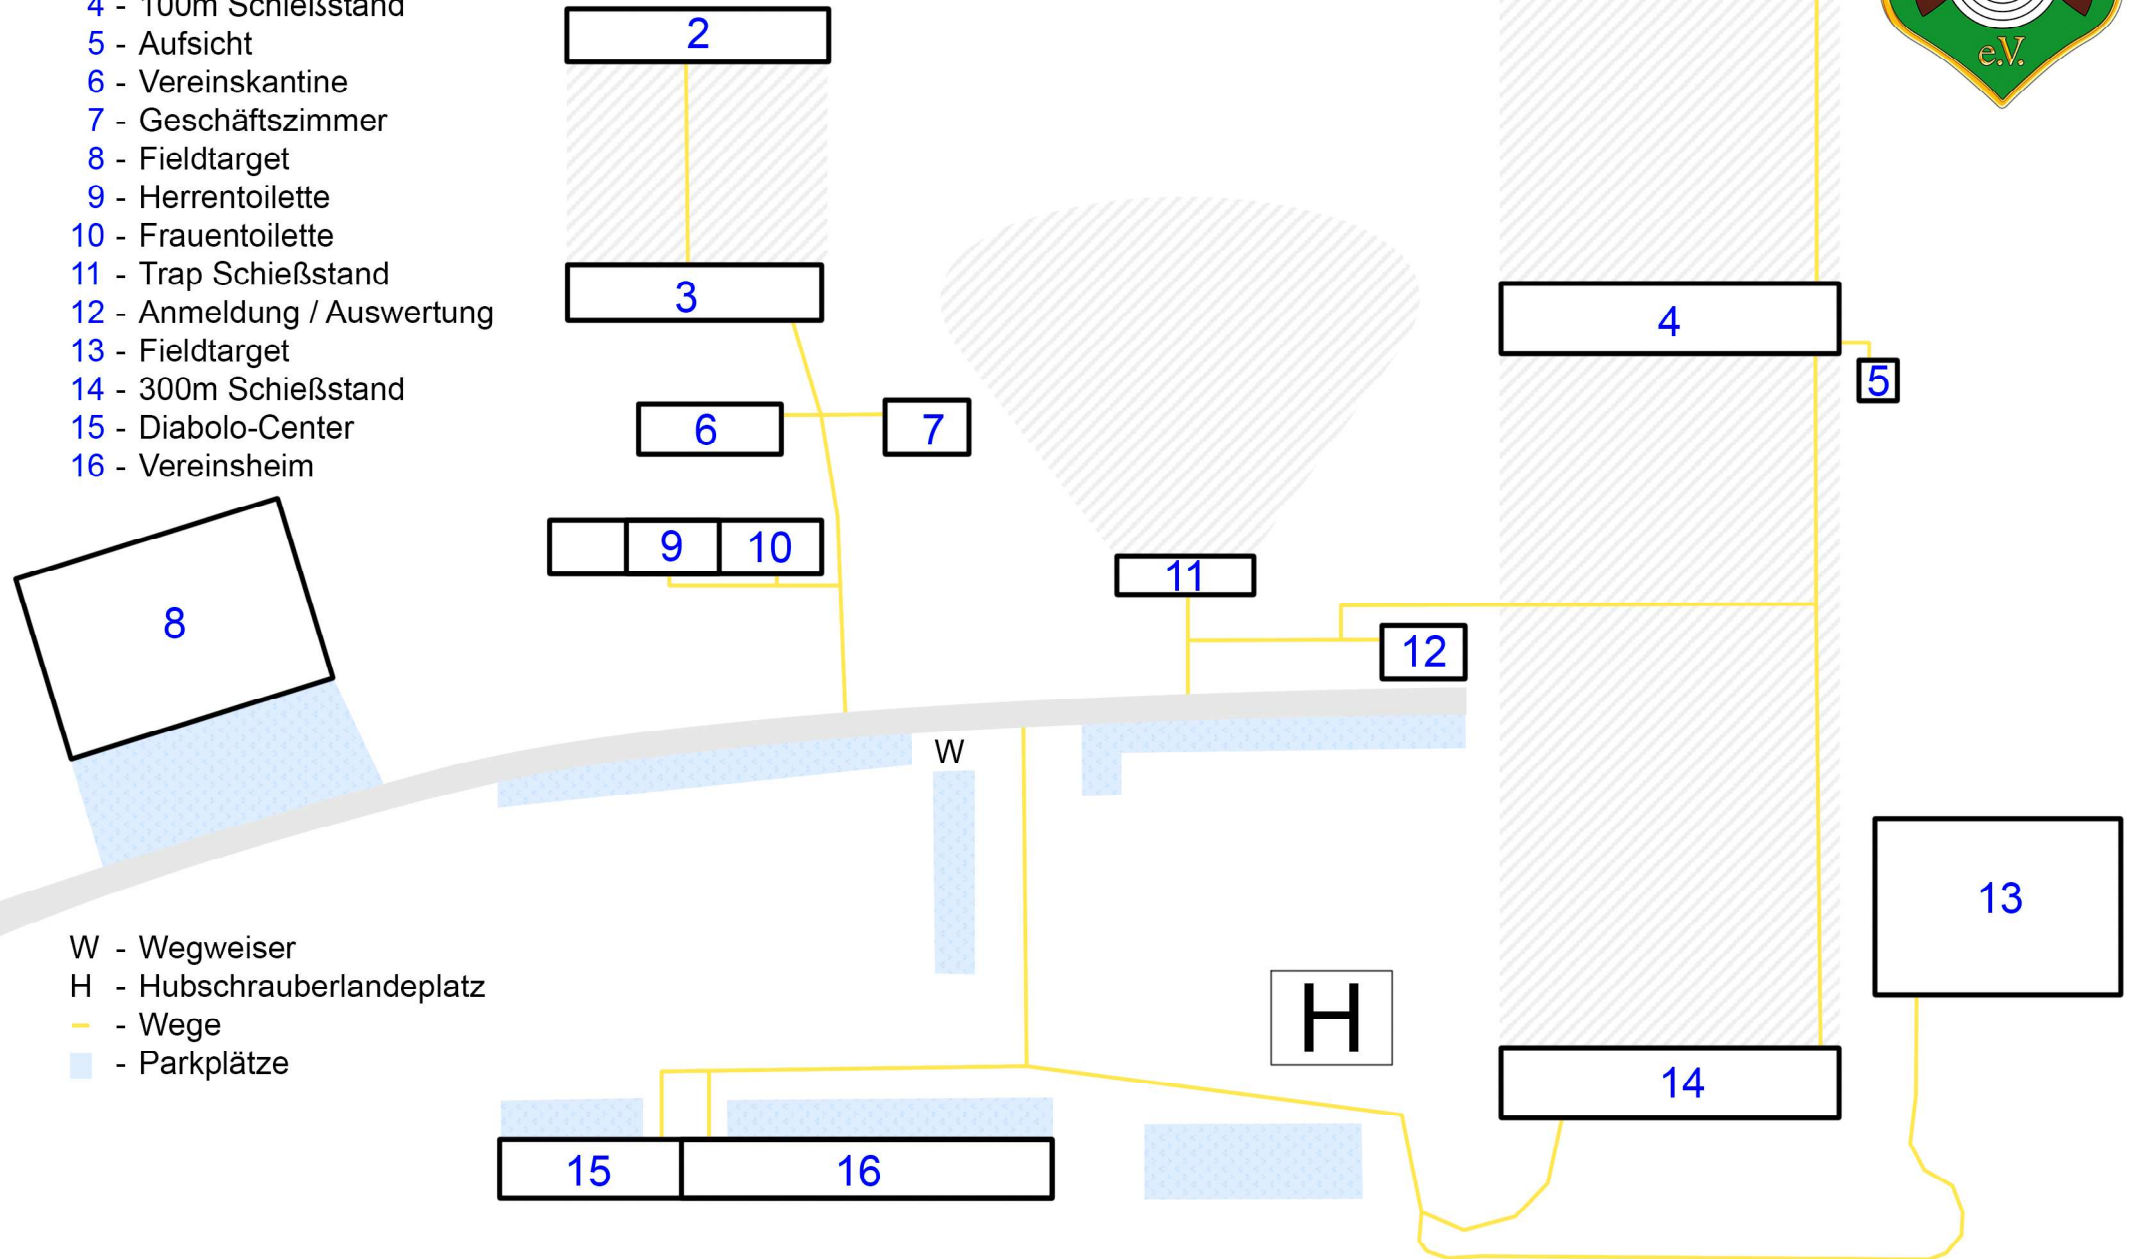 4 - 100m Schießstand
5 - Aufsicht
6 - Vereinskantine
7 - Geschäftszimmer
8 - Fieldtarget
9 - Herrentoilette
10 - Frauentoilette
11 - Trap Schießstand
12 - Anmeldung / Auswertung
13 - Fieldtarget
14 - 300m Schießstand
15 - Diabolo-Center
16 - Vereinsheim
2
e.V.
3
4
5
6
7
9
10
11
8
12
W
13
W - Wegweiser
H - Hubschrauberlandeplatz
- - Wege
- Parkplätze
H
14
15
16